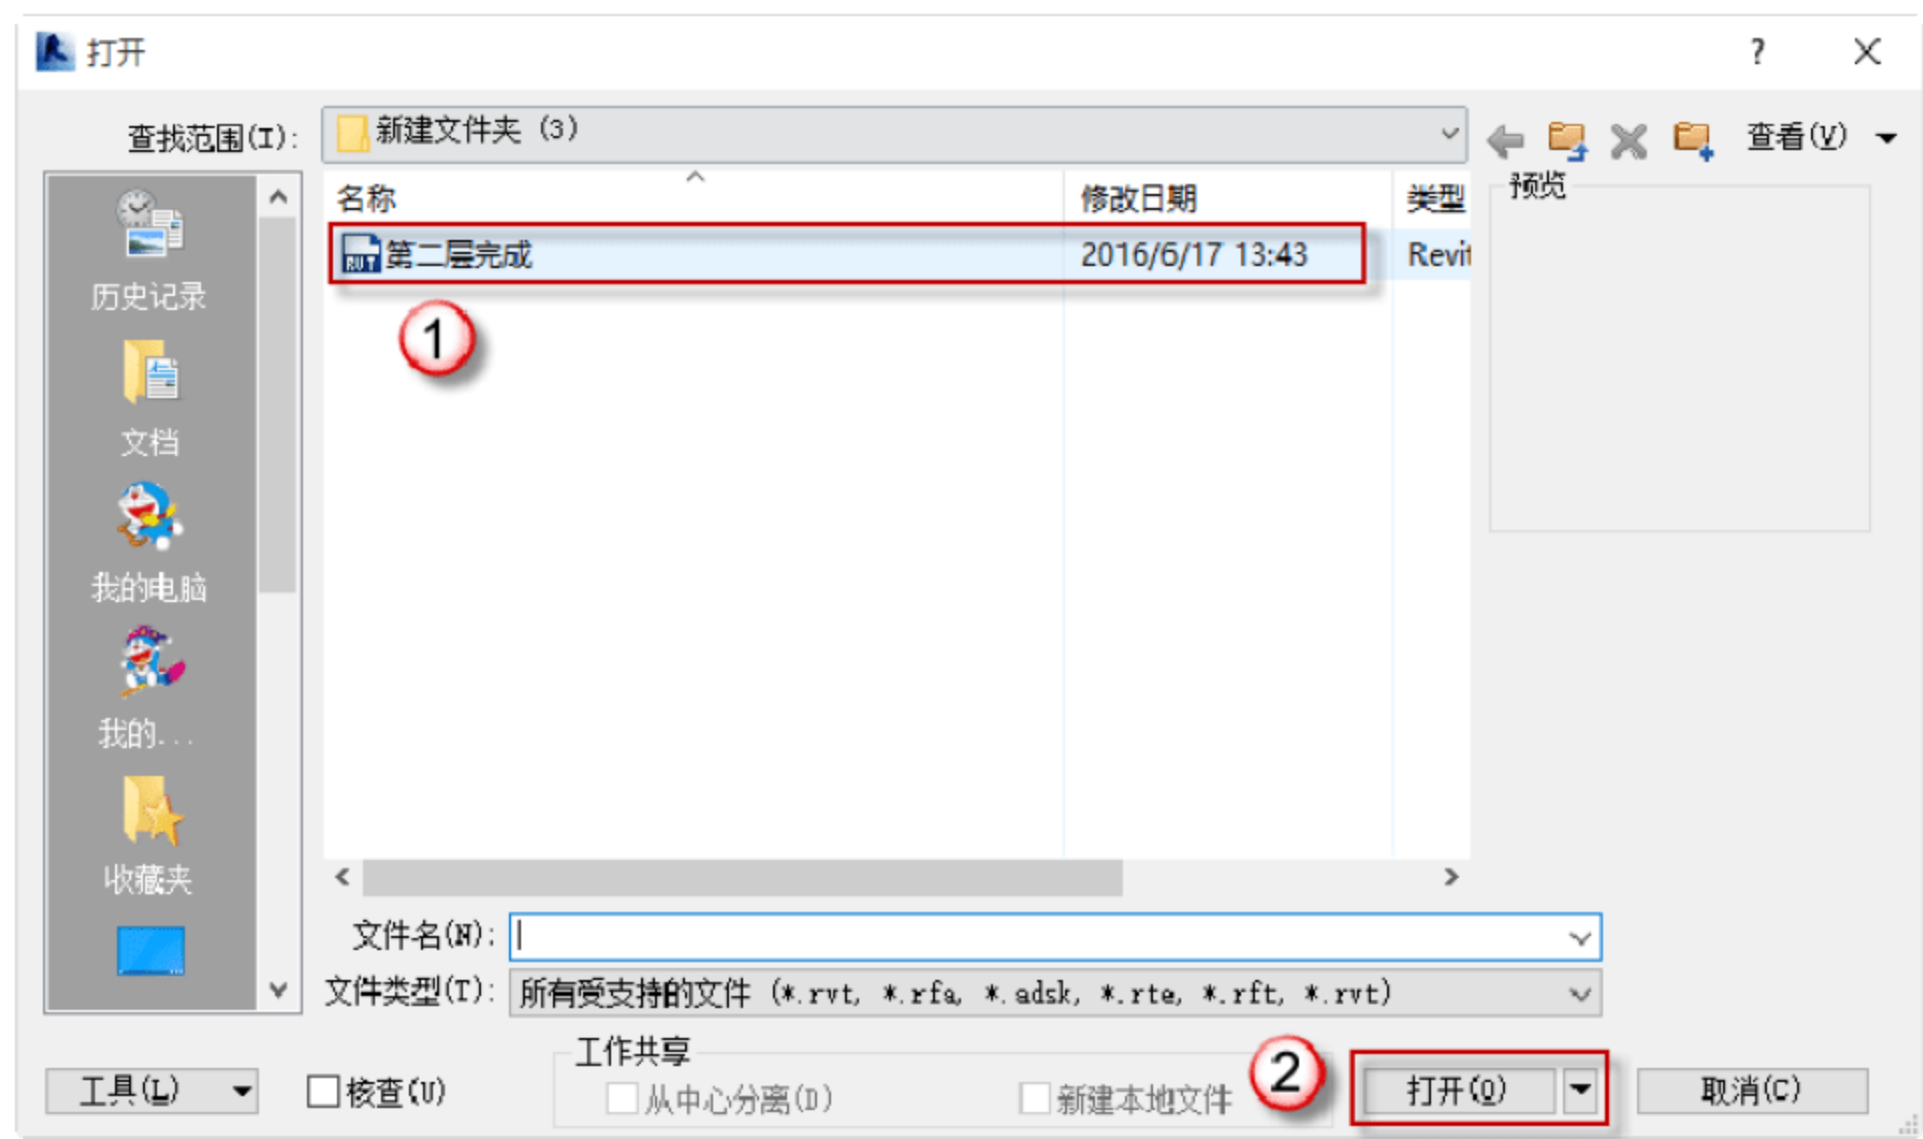 打开
查找范围(I):
新建文件夹 (3)
查看(V)
名称
修改日期
类型
预览
第二层完成
2016/6/17 13:43
Revit
1
历史记录
文档
我的电脑
我的...
收藏夹
文件名(N):
文件类型(T):
所有受支持的文件 (*.rvt, *.rfa, *.adsk, *.rte, *.rft, *.rvt)
工作共享
2
工具(L)
核查(U)
从中心分离(D)
新建本地文件
打开(O)
取消(C)